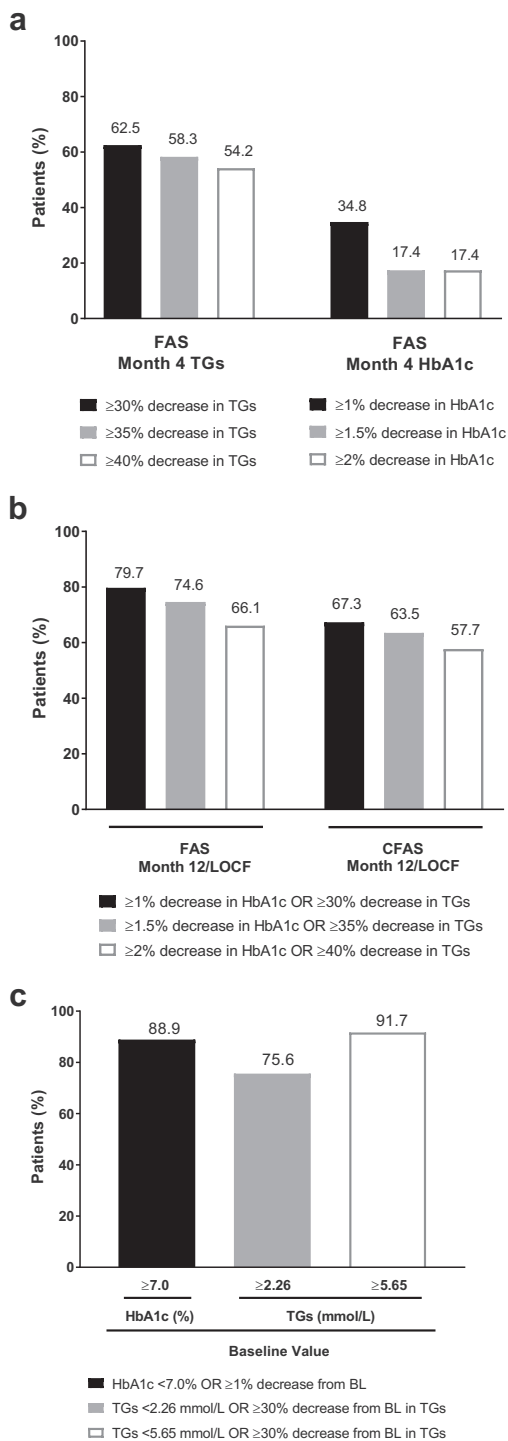 a
100
80
60
40
20
0
Patients (%)
62.5
58.3
54.2
34.8
17.4
17.4
FAS
Month 4 TGs
FAS
Month 4 HbA1c
≥30% decrease in TGs
≥35% decrease in TGs
≥40% decrease in TGs
≥1% decrease in HbA1c
≥1.5% decrease in HbA1c
≥2% decrease in HbA1c
b
100
80
60
40
20
0
Patients (%)
79.7
74.6
66.1
67.3
63.5
57.7
FAS
Month 12/LOCF
CFAS
Month 12/LOCF
≥1% decrease in HbA1c OR ≥30% decrease in TGs
≥1.5% decrease in HbA1c OR ≥35% decrease in TGs
≥2% decrease in HbA1c OR ≥40% decrease in TGs
c
100
80
60
40
20
0
Patients (%)
88.9
75.6
91.7
≥7.0
≥2.26
≥5.65
HbA1c (%)
TGs (mmol/L)
Baseline Value
HbA1c <7.0% OR ≥1% decrease from BL
TGs <2.26 mmol/L OR ≥30% decrease from BL in TGs
TGs <5.65 mmol/L OR ≥30% decrease from BL in TGs